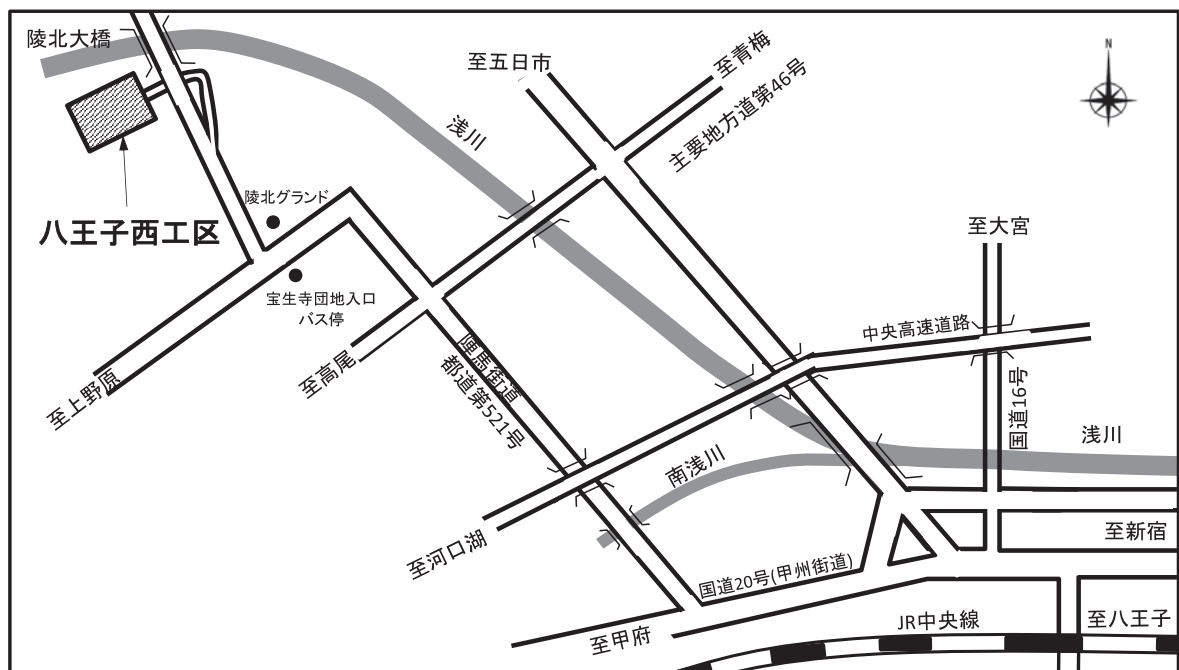 陵北大橋
至五日市
至青梅
主要地方道第46号
N
浅川
陵北グランド
八王子西工区
至大宮
宝生寺団地入口
バス停
中央高速道路
至高尾
陣馬街道
都道第521号
至上野原
国道16号
浅川
南浅川
至新宿
至河口湖
国道20号(甲州街道)
至甲府
JR中央線
至八王子